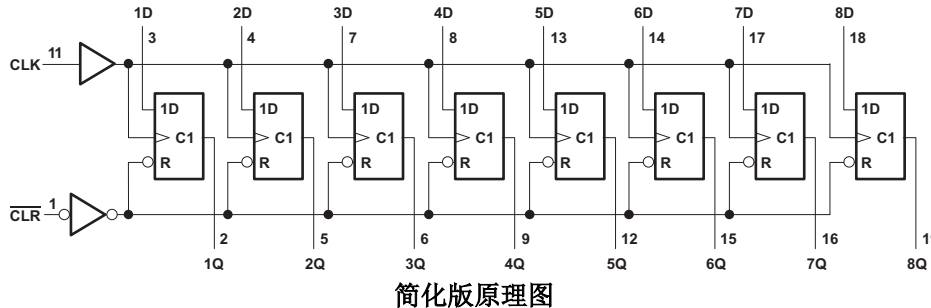 1D 2D 3D 4D 5D 6D 7D 8D
3 4 7 8 13 14 17 18
CLK 11
1D 1D 1D 1D 1D 1D 1D 1D
C1 C1 C1 C1 C1 C1 C1 C1
R R R R R R R R
CLR 1
2 5 6 9 12 15 16
1Q 2Q 3Q 4Q 5Q 6Q 7Q 8Q
简化版原理图